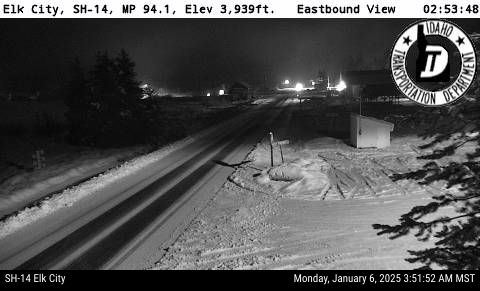 Elk City, SH-14, MP 94.1, Elev 3,939ft. Eastbound View 02:53:48
IDAHO
TRANSPORTATION DEPARTMENT
SH-14 Elk City Monday, January 6, 2025 3:51:52 AM MST